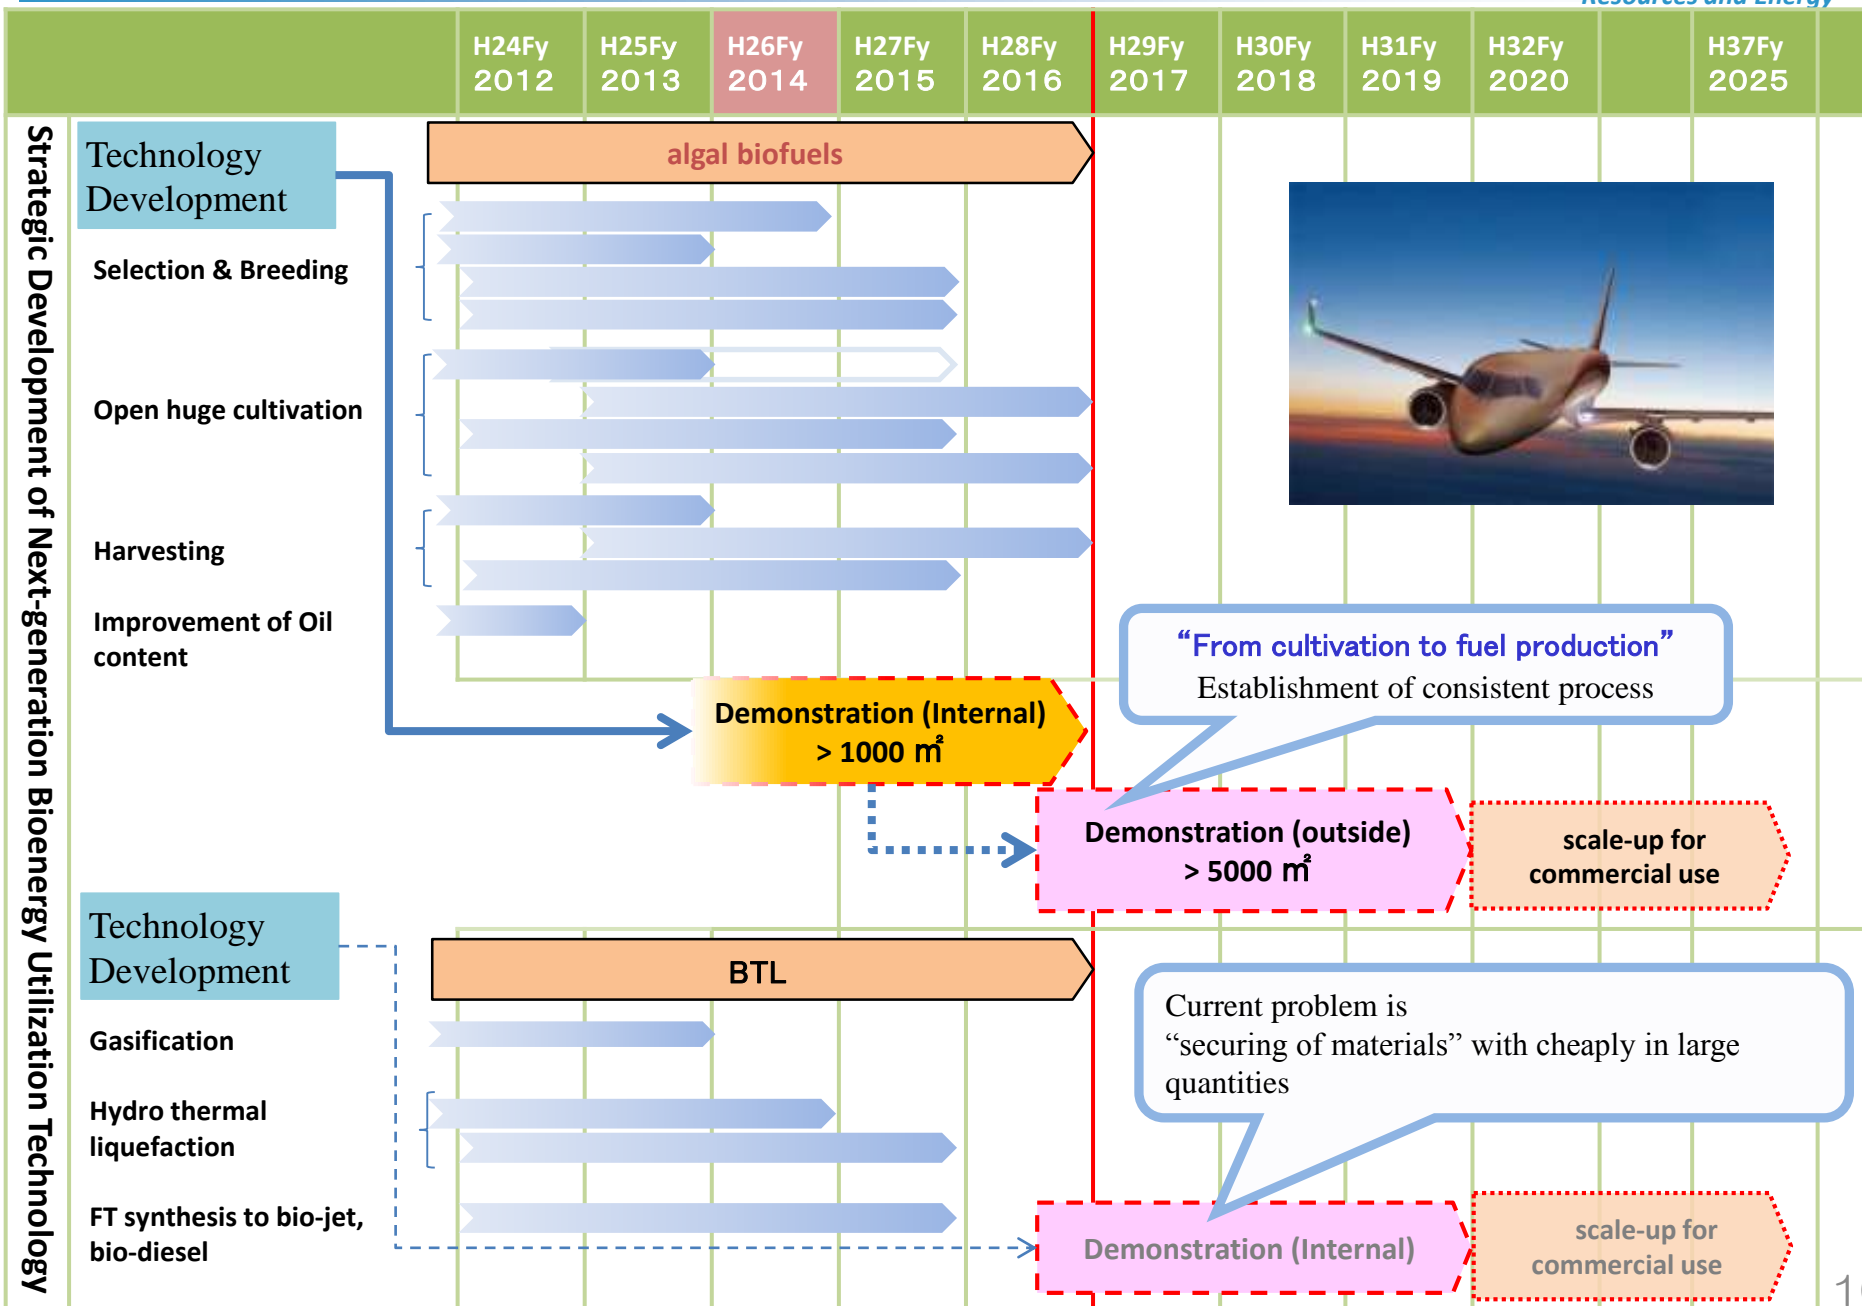 Resources and Energy
H24Fy H25Fy H26Fy H27Fy H28Fy H29Fy H30Fy H31Fy H32Fy H37Fy
2012 2013 2014 2015 2016 2017 2018 2019 2020 2025
Strategic Development of Next-generation Bioenergy Utilization Technology
Technology
Development
algal biofuels
Selection & Breeding
Open huge cultivation
Harvesting
Improvement of Oil
content
“From cultivation to fuel production”
Establishment of consistent process
Demonstration (Internal)
> 1000 ㎡
Demonstration (outside)
> 5000 ㎡
scale-up for
commercial use
Technology
Development
BTL
Current problem is
“securing of materials” with cheaply in large
quantities
Gasification
Hydro thermal
liquefaction
FT synthesis to bio-jet,
bio-diesel
Demonstration (Internal)
scale-up for
commercial use